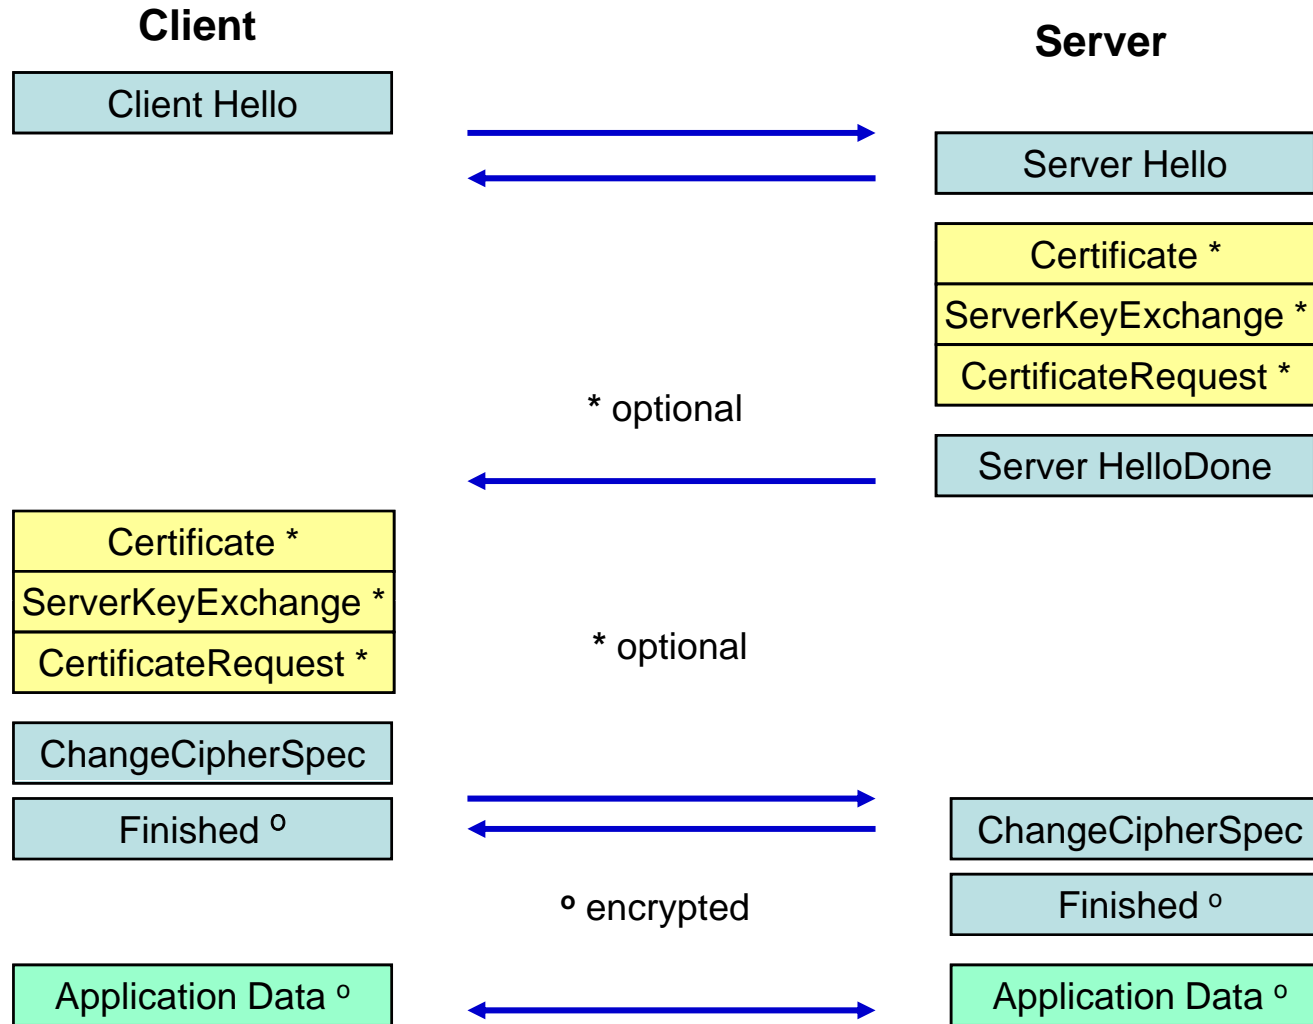 Client
Server
Client Hello
Server Hello
Certificate *
ServerKeyExchange *
CertificateRequest *
* optional
Server HelloDone
Certificate *
ServerKeyExchange *
CertificateRequest *
* optional
ChangeCipherSpec
Finished o
ChangeCipherSpec
o encrypted
Finished o
Application Data o
Application Data o